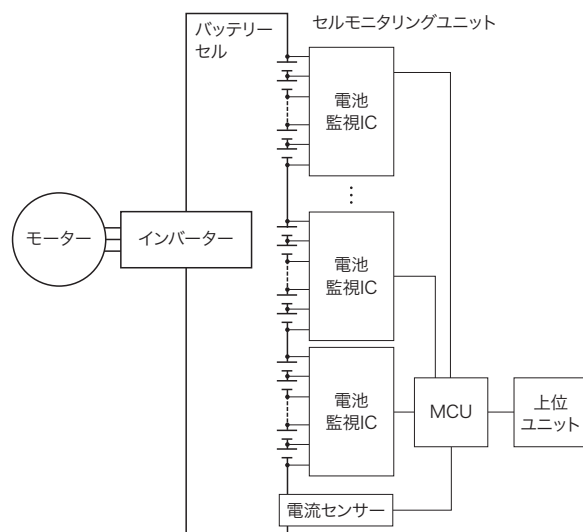 バッテリー
セル
セルモニタリングユニット
電池
監視IC
⋮
モーター
インバーター
電池
監視IC
電池
監視IC
MCU
上位
ユニット
電流センサー